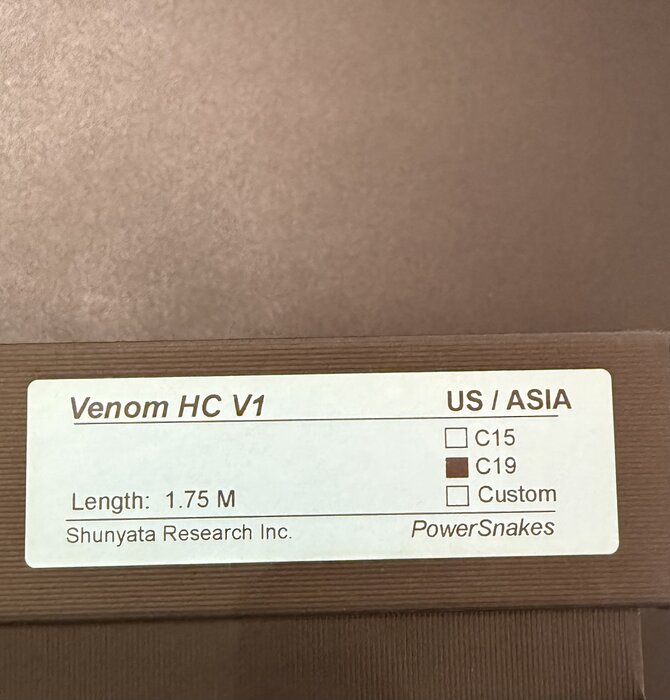 Venom HC V1 US / ASIA
C15
C19
Length: 1.75 M Custom
Shunyata Research Inc. PowerSnakes